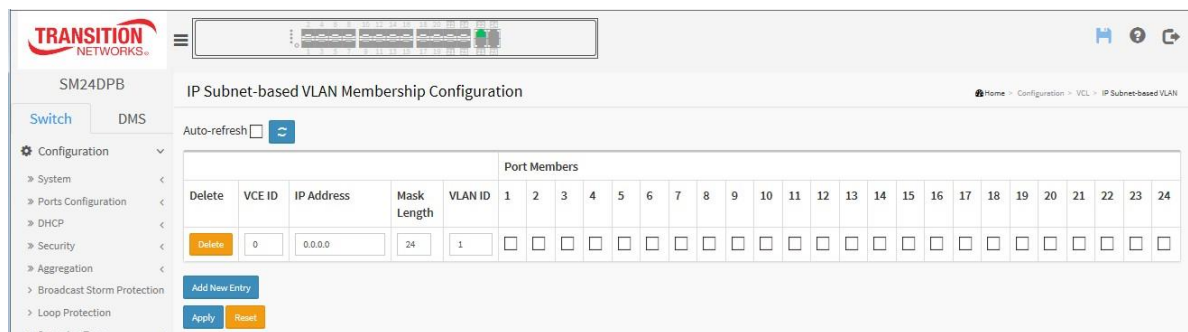 TRANSITION
NETWORKS®
SM24DPB
Switch DMS
Configuration
» System
» Ports Configuration
» DHCP
» Security
» Aggregation
> Broadcast Storm Protection
> Loop Protection
IP Subnet-based VLAN Membership Configuration
Home > Configuration > VCL > IP Subnet-based VLAN
Auto-refresh
Port Members
Delete VCE ID IP Address Mask Length VLAN ID 1 2 3 4 5 6 7 8 9 10 11 12 13 14 15 16 17 18 19 20 21 22 23 24
Delete 0 0.0.0.0 24 1
Add New Entry
Apply Reset